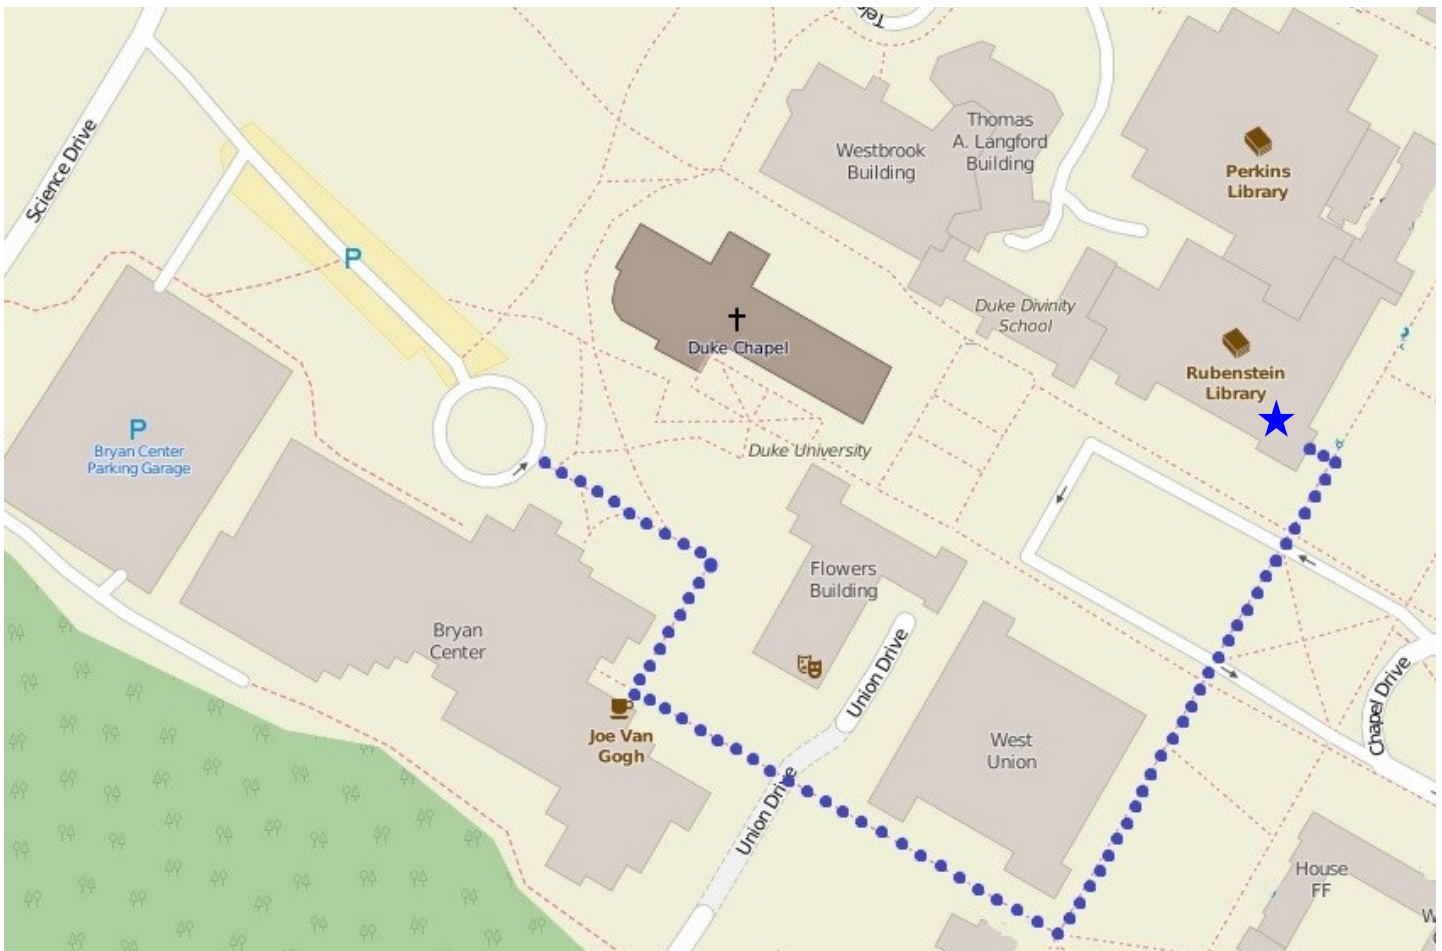 Tele
Science Drive
Westbrook
Building
Thomas
A. Langford
Building
Perkins
Library
P
Duke Chapel
Duke Divinity
School
Rubenstein
Library
P
Bryan Center
Parking Garage
Duke University
Flowers
Building
Bryan
Center
Union Drive
Joe Van
Gogh
West
Union
Chapel Drive
Union Drive
House
FF
W